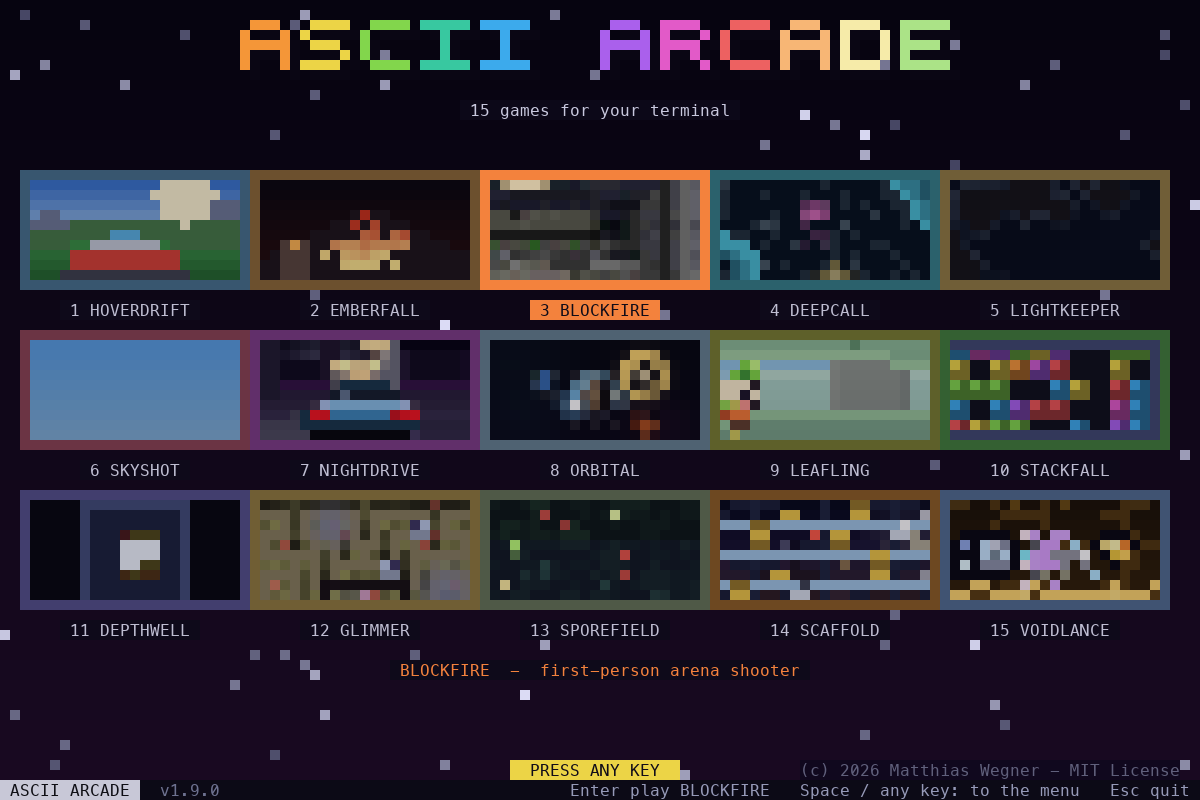 ASCII ARCADE
15 games for your terminal
1 HOVERDRIFT 2 EMBERFALL 3 BLOCKFIRE 4 DEEPCALL 5 LIGHTKEEPER
6 SKYSHOT 7 NIGHTDRIVE 8 ORBITAL 9 LEAFLING 10 STACKFALL
11 DEPTHWELL 12 GLIMMER 13 SPOREFIELD 14 SCAFFOLD 15 VOIDLANCE
BLOCKFIRE — first-person arena shooter
PRESS ANY KEY (c) 2026 Matthias Wegner — MIT License
ASCII ARCADE v1.9.0 Enter play BLOCKFIRE Space / any key: to the menu Esc quit